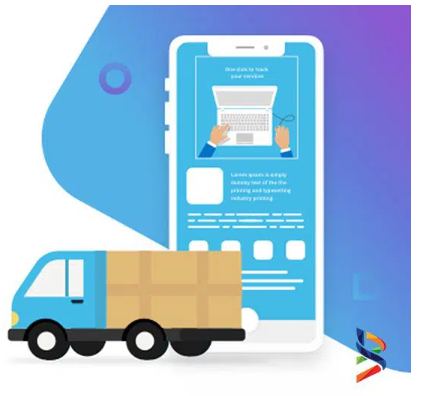 One-click to track
your services
Lorem Ipsum is simply
dummy text of the the
printing and typesetting
industry printing